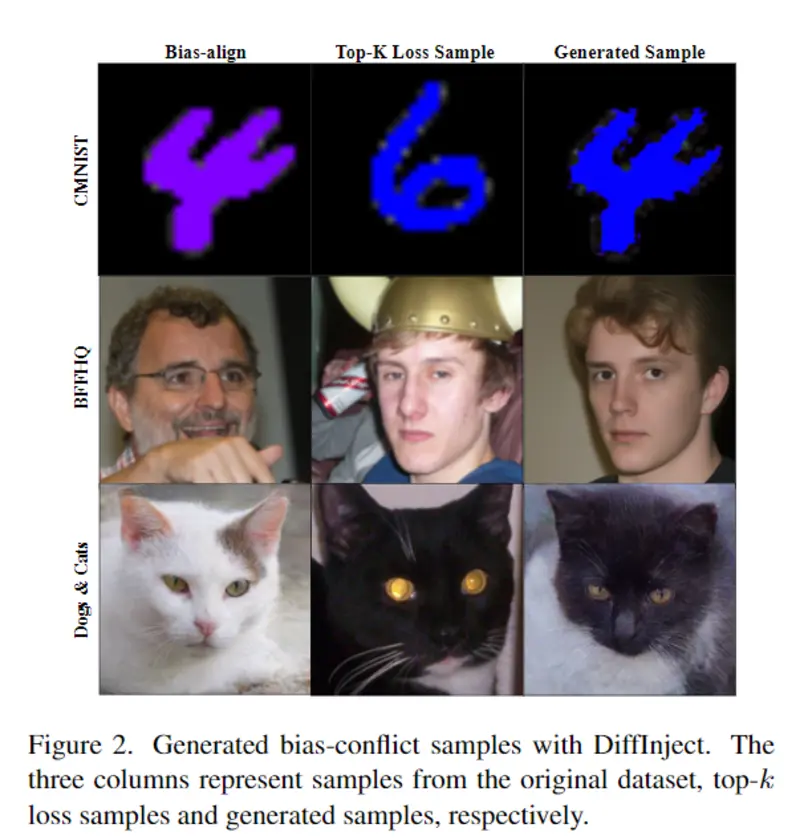 Bias-align Top-K Loss Sample Generated Sample
CMNIST
BFFHQ
Dogs & Cats
Figure 2. Generated bias-conflict samples with DiffInject. The
three columns represent samples from the original dataset, top-k
loss samples and generated samples, respectively.